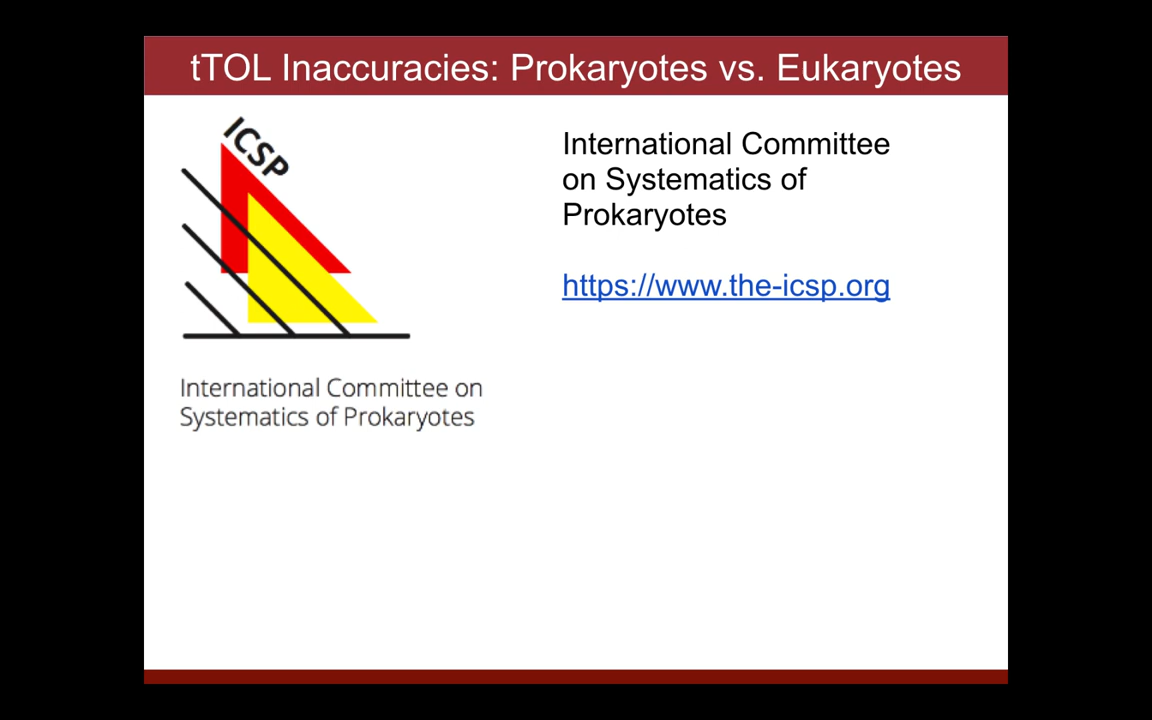 tTOL Inaccuracies: Prokaryotes vs. Eukaryotes
ICSP
International Committee on
Systematics of Prokaryotes
International Committee
on Systematics of
Prokaryotes
https://www.the-icsp.org